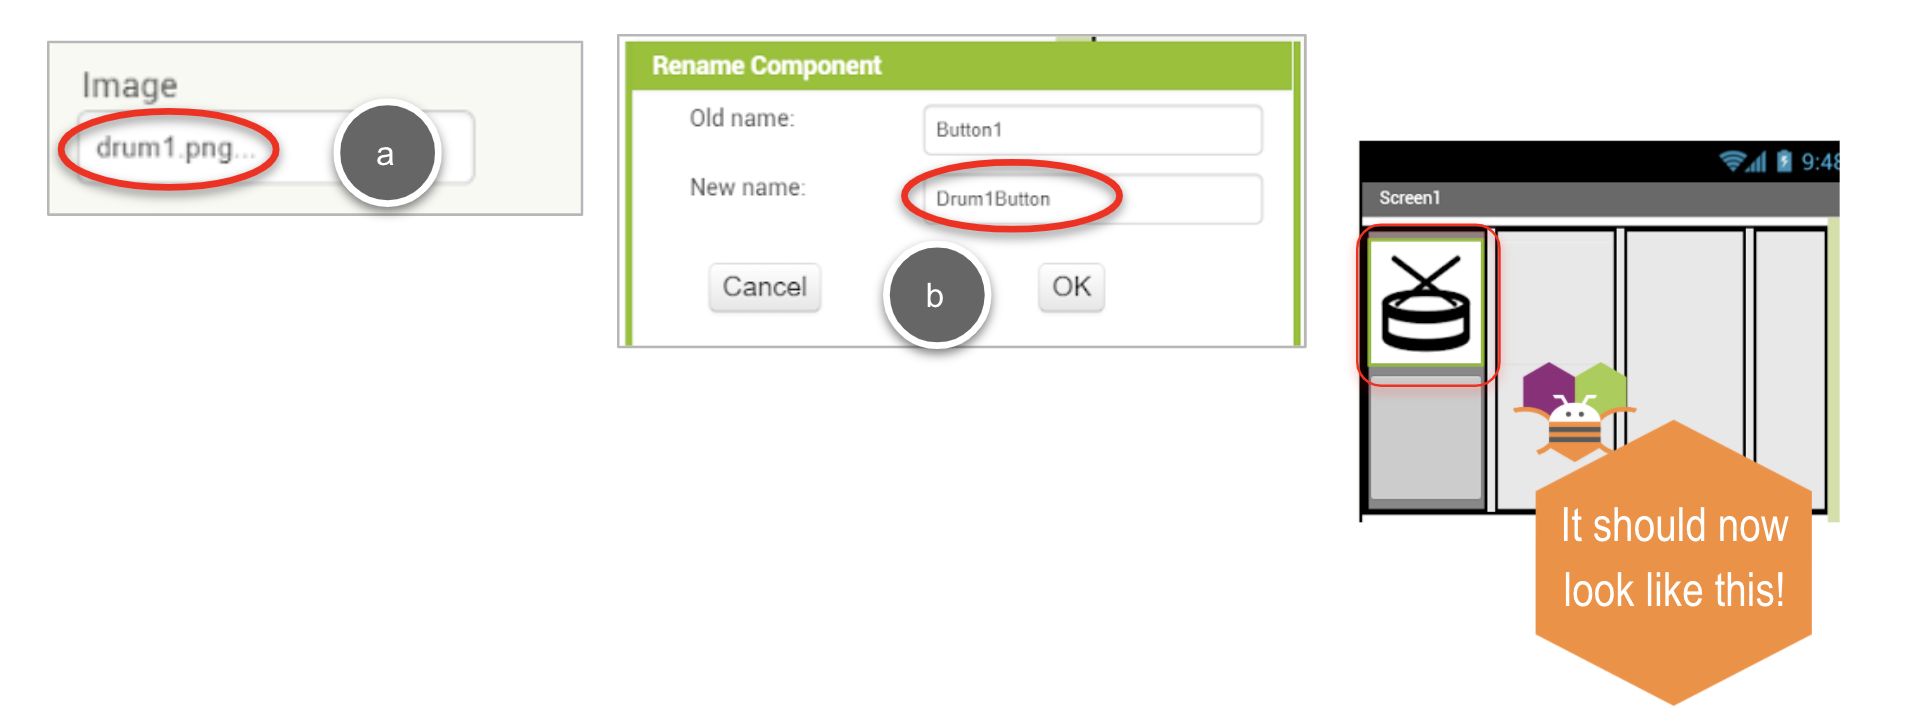 Image
drum1.png...
a
Rename Component
Old name:
Button1
New name:
Drum1Button
Cancel
b
OK
9:48
Screen1
It should now
look like this!